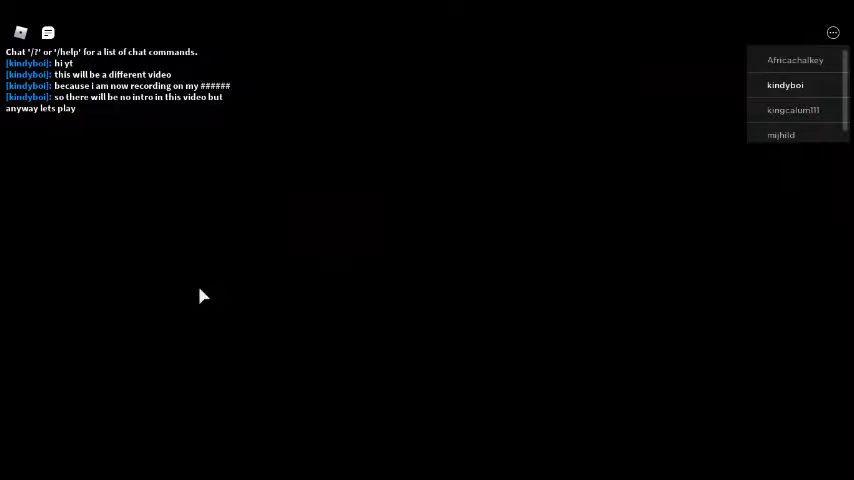 Chat '/?' or '/help' for a list of chat commands.
[kindyboi]: hi yt
[kindyboi]: this will be a different video
[kindyboi]: because i am now recording on my ######
[kindyboi]: so there will be no intro in this video but
anyway lets play
Africachalkey
kindyboi
kingcalum111
mijhild